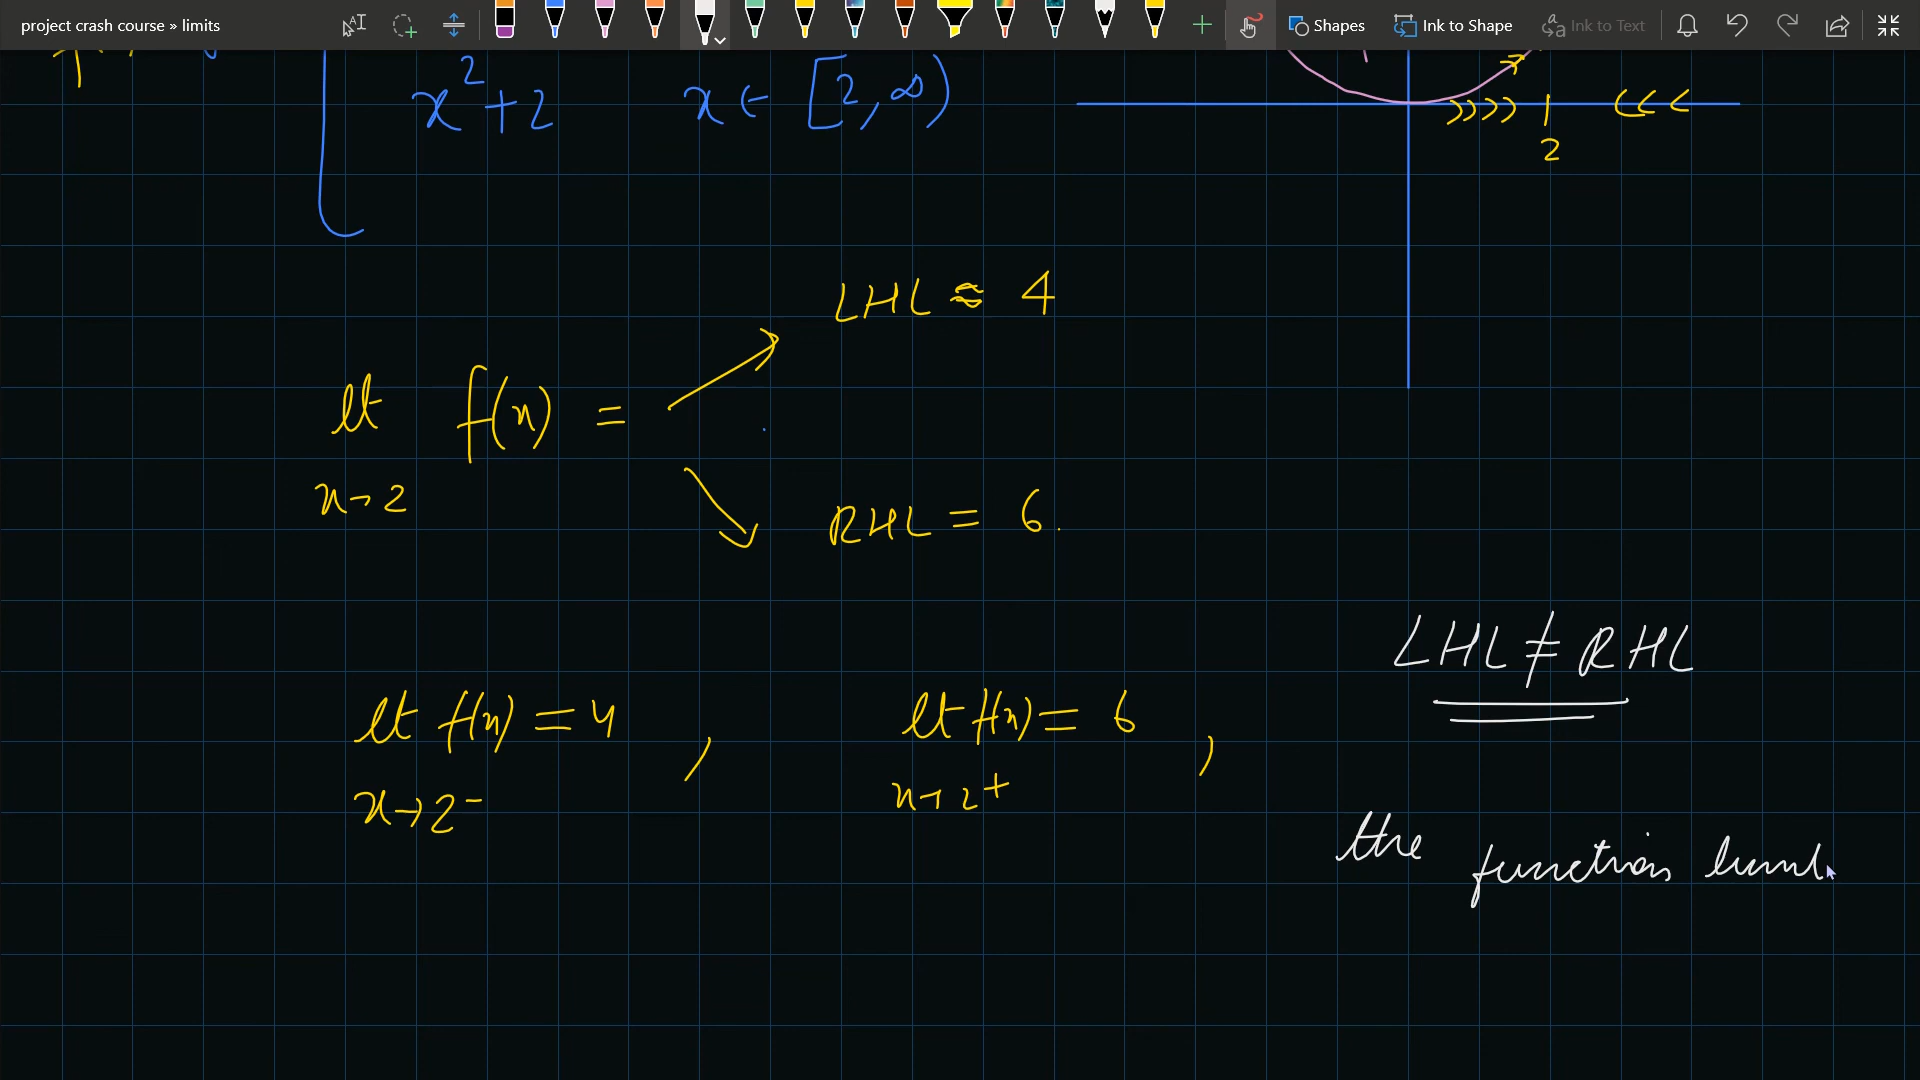 project crash course » limits
Shapes
Ink to Shape
Ink to Text
x² + 2 x ∈ [2, ∞)
2
LHL ≈ 4
lt f(x) =
x→2
RHL = 6.
LHL ≠ RHL
lt f(x) = 4 , lt f(x) = 6 ,
x→2⁻ x→2⁺
the function